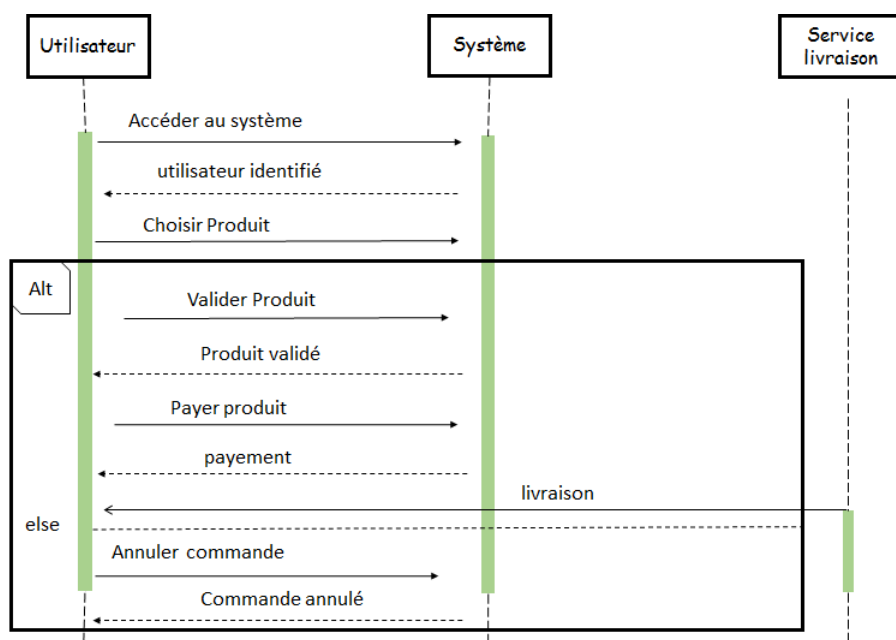 Utilisateur
Système
Service
livraison
Accéder au système
utilisateur identifié
Choisir Produit
Alt
Valider Produit
Produit validé
Payer produit
payement
livraison
else
Annuler commande
Commande annulé